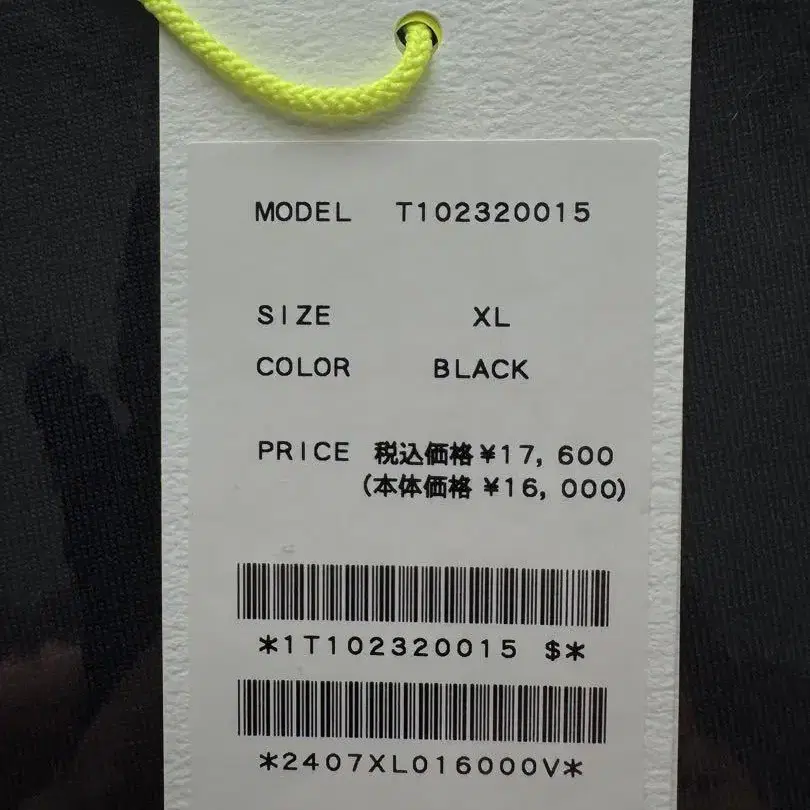 MODEL T102320015
SIZE XL
COLOR BLACK
PRICE 税込価格¥17,600
(本体価格 ¥16,000)
*1T102320015 $*
*2407XL016000V*